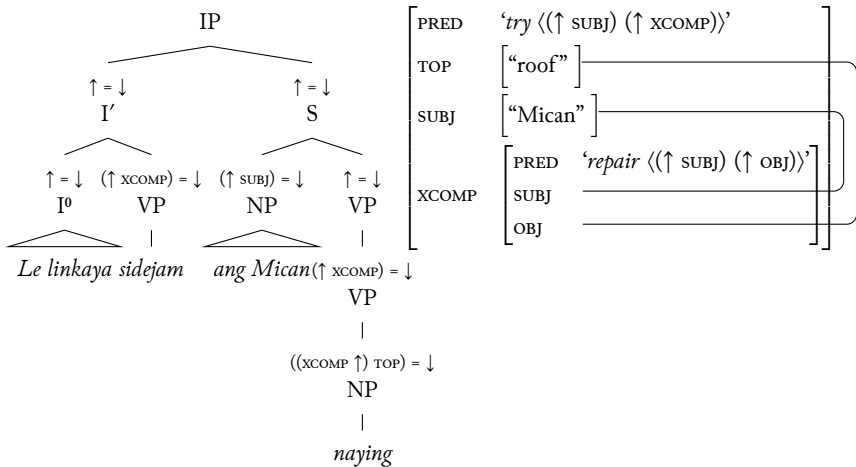 IP
↑ = ↓ ↑ = ↓
I′ S
↑ = ↓ (↑ XCOMP) = ↓ (↑ SUBJ) = ↓ ↑ = ↓
I⁰ VP NP VP
Le linkaya sidejam ang Mican (↑ XCOMP) = ↓
VP
((XCOMP ↑) TOP) = ↓
NP
naying
PRED ‘try ⟨(↑ SUBJ) (↑ XCOMP)⟩’
TOP [“roof”]
SUBJ [“Mican”]
PRED ‘repair ⟨(↑ SUBJ) (↑ OBJ)⟩’
XCOMP SUBJ
OBJ